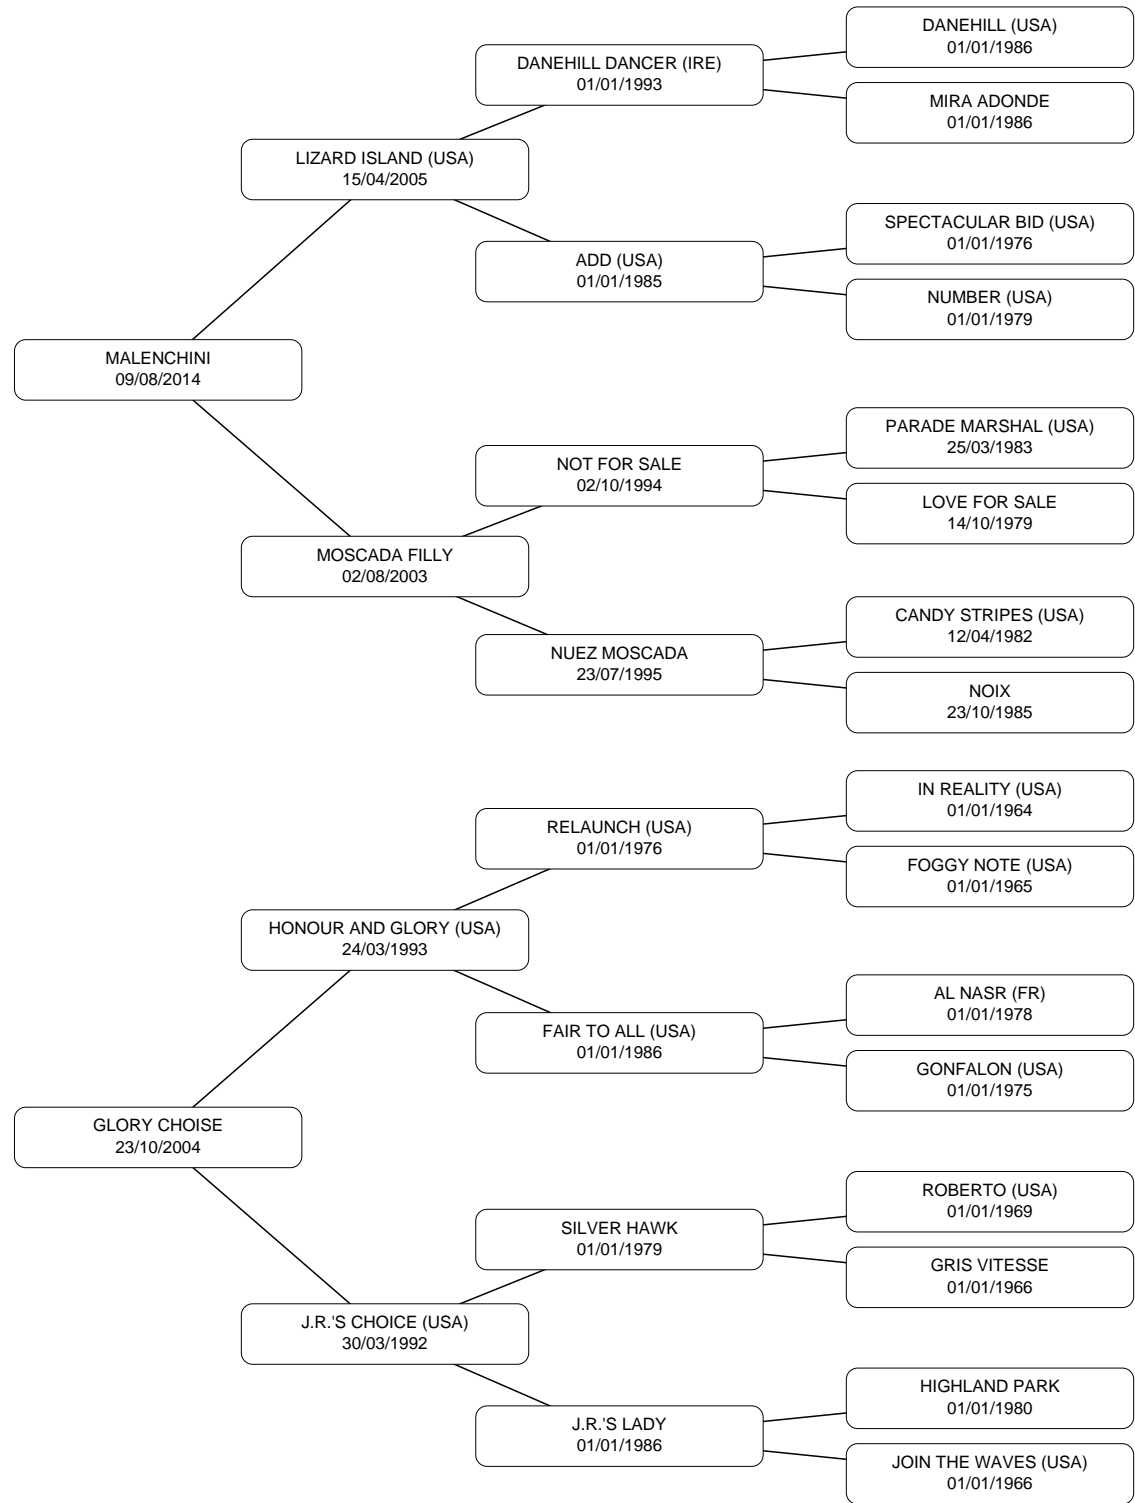 DANEHILL (USA)
01/01/1986
DANEHILL DANCER (IRE)
01/01/1993
MIRA ADONDE
01/01/1986
LIZARD ISLAND (USA)
15/04/2005
SPECTACULAR BID (USA)
01/01/1976
ADD (USA)
01/01/1985
NUMBER (USA)
01/01/1979
MALENCHINI
09/08/2014
PARADE MARSHAL (USA)
25/03/1983
NOT FOR SALE
02/10/1994
LOVE FOR SALE
14/10/1979
MOSCADA FILLY
02/08/2003
CANDY STRIPES (USA)
12/04/1982
NUEZ MOSCADA
23/07/1995
NOIX
23/10/1985
IN REALITY (USA)
01/01/1964
RELAUNCH (USA)
01/01/1976
FOGGY NOTE (USA)
01/01/1965
HONOUR AND GLORY (USA)
24/03/1993
AL NASR (FR)
01/01/1978
FAIR TO ALL (USA)
01/01/1986
GONFALON (USA)
01/01/1975
GLORY CHOISE
23/10/2004
ROBERTO (USA)
01/01/1969
SILVER HAWK
01/01/1979
GRIS VITESSE
01/01/1966
J.R.'S CHOICE (USA)
30/03/1992
HIGHLAND PARK
01/01/1980
J.R.'S LADY
01/01/1986
JOIN THE WAVES (USA)
01/01/1966